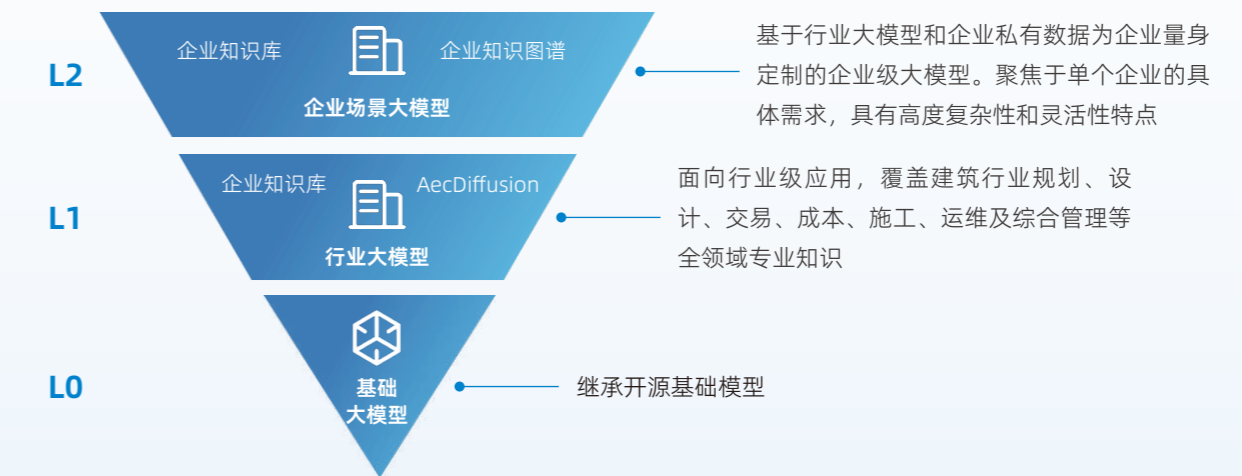 企业知识库
企业知识图谱
L2
企业场景大模型
基于行业大模型和企业私有数据为企业量身
定制的企业级大模型。聚焦于单个企业的具
体需求，具有高度复杂性和灵活性特点
企业知识库
AecDiffusion
L1
行业大模型
面向行业级应用，覆盖建筑行业规划、设
计、交易、成本、施工、运维及综合管理等
全领域专业知识
L0
基础
大模型
继承开源基础模型